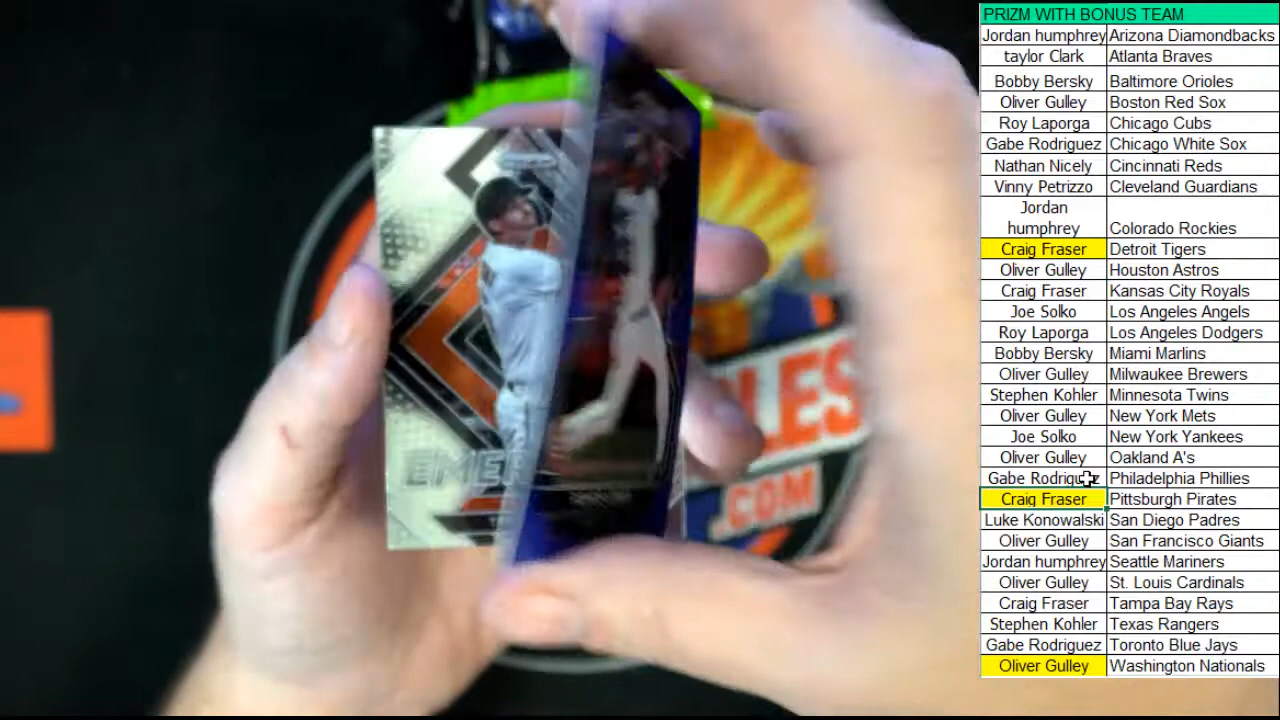 PRIZM WITH BONUS TEAM
Jordan humphrey Arizona Diamondbacks
taylor Clark Atlanta Braves
Bobby Bersky Baltimore Orioles
Oliver Gulley Boston Red Sox
Roy Laporga Chicago Cubs
Gabe Rodriguez Chicago White Sox
Nathan Nicely Cincinnati Reds
Vinny Petrizzo Cleveland Guardians
Jordan
humphrey Colorado Rockies
Craig Fraser Detroit Tigers
Oliver Gulley Houston Astros
Craig Fraser Kansas City Royals
Joe Solko Los Angeles Angels
Roy Laporga Los Angeles Dodgers
Bobby Bersky Miami Marlins
Oliver Gulley Milwaukee Brewers
Stephen Kohler Minnesota Twins
Oliver Gulley New York Mets
Joe Solko New York Yankees
Oliver Gulley Oakland A's
Gabe Rodriguez Philadelphia Phillies
Craig Fraser Pittsburgh Pirates
Luke Konowalski San Diego Padres
Oliver Gulley San Francisco Giants
Jordan humphrey Seattle Mariners
Oliver Gulley St. Louis Cardinals
Craig Fraser Tampa Bay Rays
Stephen Kohler Texas Rangers
Gabe Rodriguez Toronto Blue Jays
Oliver Gulley Washington Nationals
EME
LES
.COM